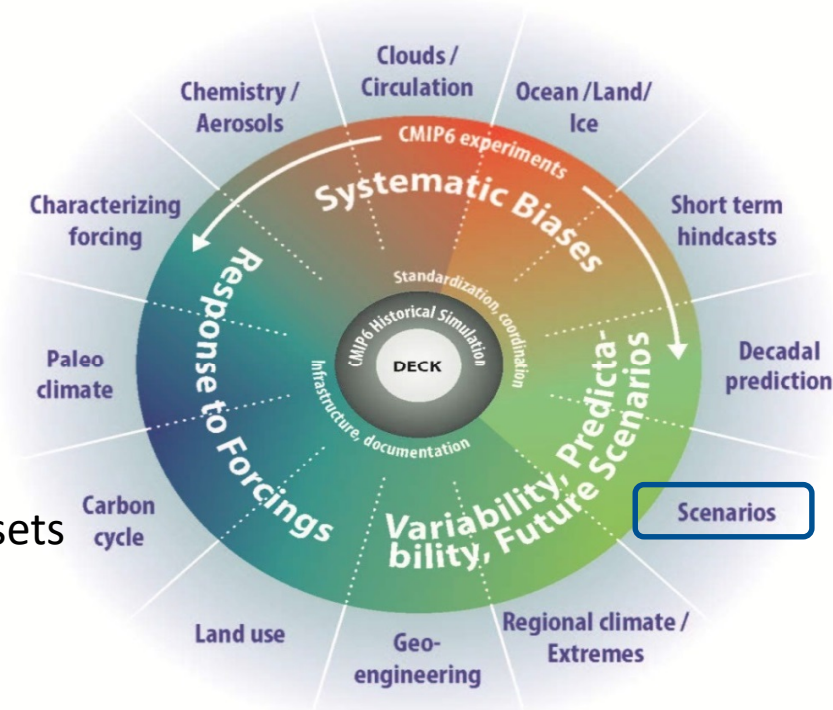 Clouds /
Circulation
Chemistry /
Aerosols
Ocean /Land/
Ice
CMIP6 experiments
Systematic Biases
Characterizing
forcing
Short term
hindcasts
Standardization, coordination
Response to Forcings
CMIP6 Historical Simulation
DECK
Variability, Predicta-
bility, Future Scenarios
Infrastructure, documentation
Paleo
climate
Decadal
prediction
sets
Carbon
cycle
Scenarios
Land use
Geo-
engineering
Regional climate /
Extremes